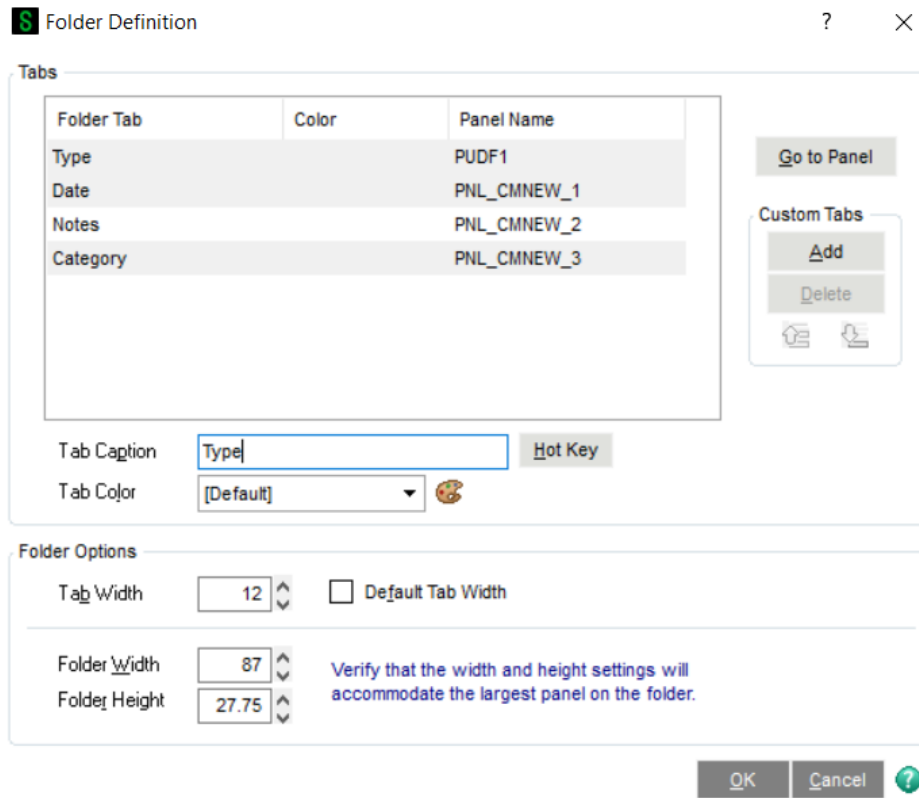 S Folder Definition ? ×
Tabs
Folder Tab Color Panel Name
Type PUDF1
Date PNL_CMNEW_1
Notes PNL_CMNEW_2
Category PNL_CMNEW_3
Go to Panel
Custom Tabs
Add
Delete
Tab Caption Type Hot Key
Tab Color [Default]
Folder Options
Tab Width 12 Default Tab Width
Folder Width 87 Verify that the width and height settings will
Folder Height 27.75 accommodate the largest panel on the folder.
OK Cancel ?